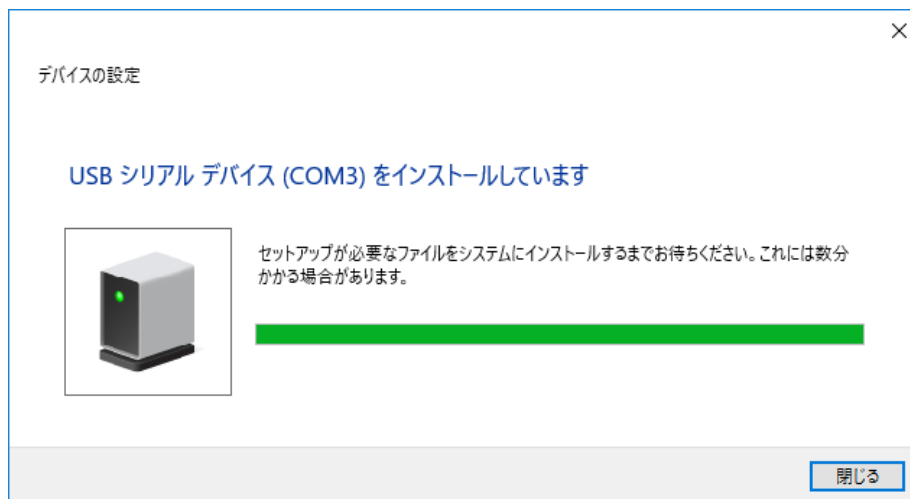 デバイスの設定
USB シリアル デバイス (COM3) をインストールしています
セットアップが必要なファイルをシステムにインストールするまでお待ちください。これには数分
かかる場合があります。
閉じる